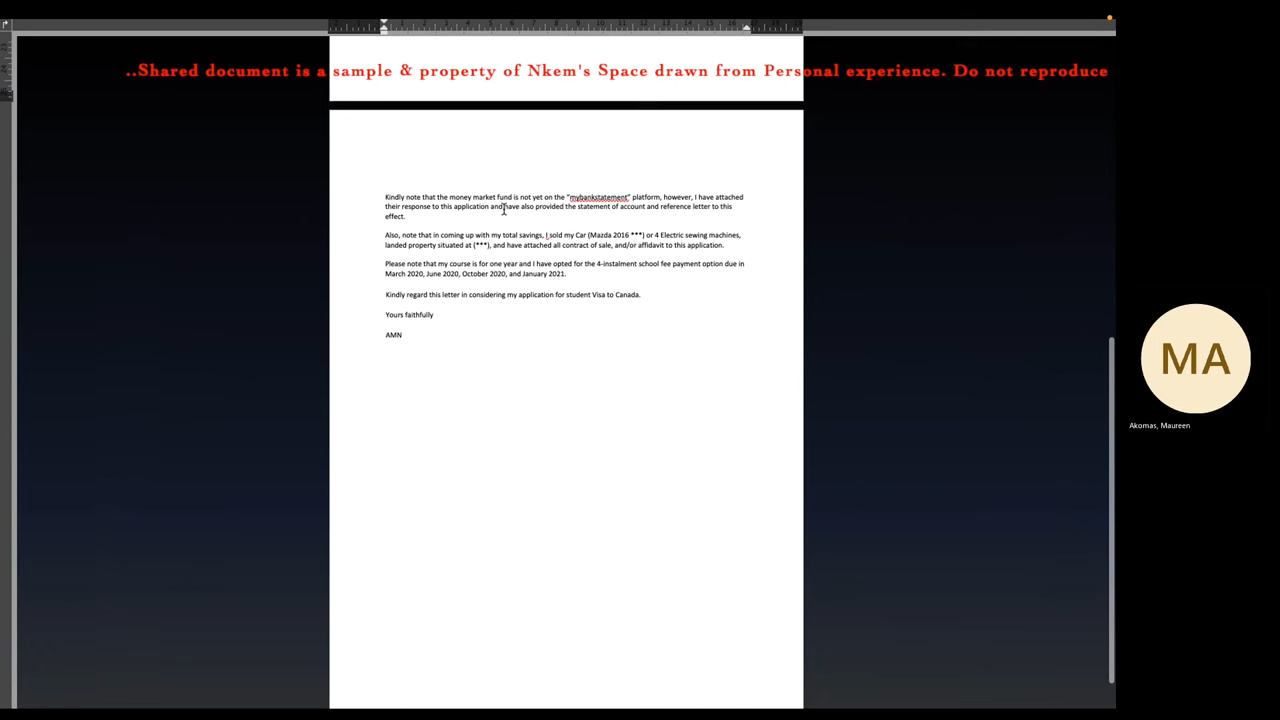 ..Shared document is a sample & property of Nkem's Space drawn from Personal experience. Do not reproduce
Kindly note that the money market fund is not yet on the "mybankstatement" platform, however, I have attached
their response to this application and have also provided the statement of account and reference letter to this
effect.
Also, note that in coming up with my total savings, I sold my Car (Mazda 2016 ***) or 4 Electric sewing machines,
landed property situated at (***), and have attached all contract of sale, and/or affidavit to this application.
Please note that my course is for one year and I have opted for the 4-instalment school fee payment option due in
March 2020, June 2020, October 2020, and January 2021.
Kindly regard this letter in considering my application for student Visa to Canada.
Yours faithfully
AMN
MA
Akomas, Maureen